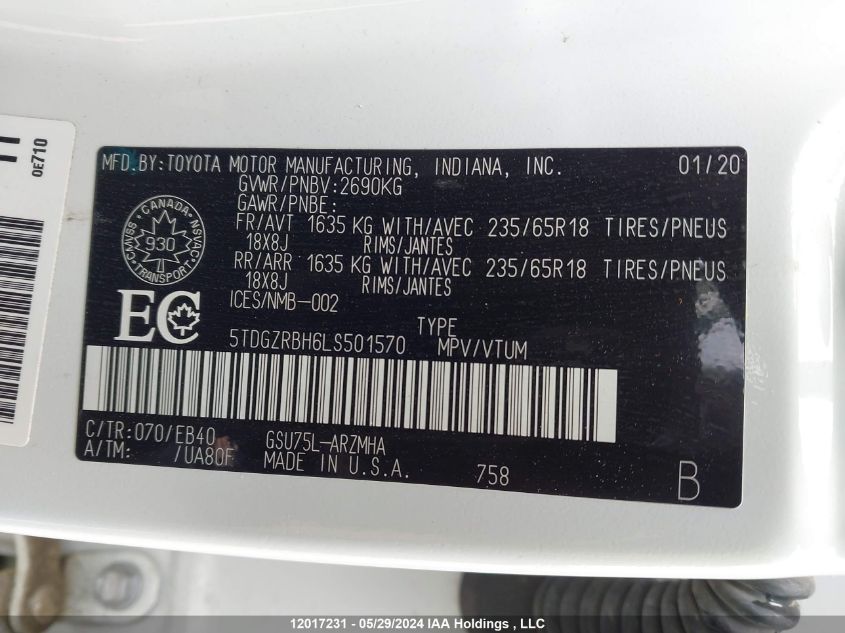 0E710
MFD.BY:TOYOTA MOTOR MANUFACTURING, INDIANA, INC. 01/20
GVWR/PNBV:2690KG
GAWR/PNBE:
FR/AVT 1635 KG WITH/AVEC 235/65R18 TIRES/PNEUS
18X8J RIMS/JANTES
RR/ARR 1635 KG WITH/AVEC 235/65R18 TIRES/PNEUS
18X8J RIMS/JANTES
ICES/NMB-002
CANADA
CMVSS 930 NSVAC
TRANSPORT
EC
TYPE
5TDGZRBH6LS501570 MPV/VTUM
C/TR:070/EB40 GSU75L-ARZMHA
A/TM: /UA80F MADE IN U.S.A. 758 B
12017231 - 05/29/2024 IAA Holdings , LLC